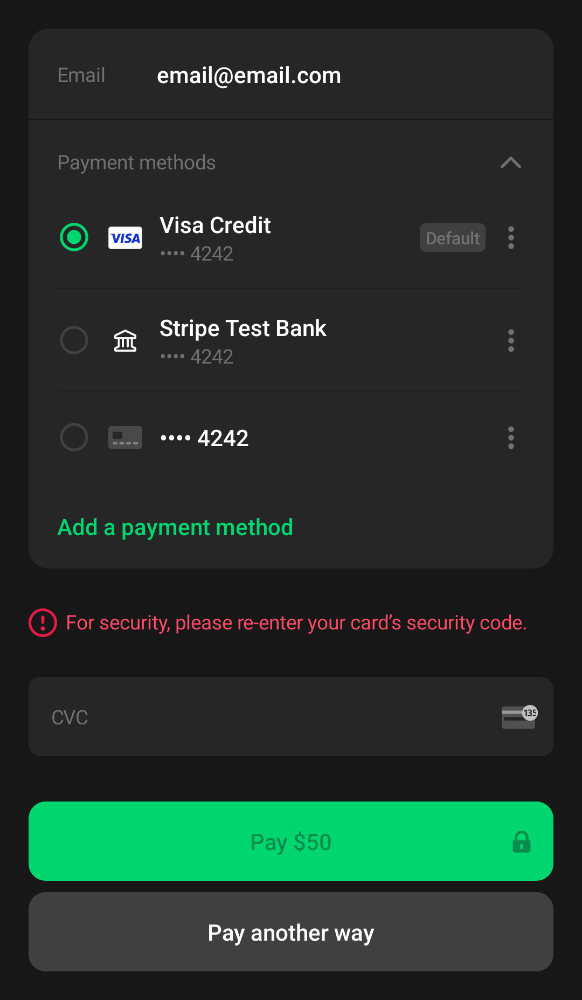 Email email@email.com
Payment methods
VISA Visa Credit Default
•••• 4242
Stripe Test Bank
•••• 4242
•••• 4242
Add a payment method
For security, please re-enter your card’s security code.
CVC 135
Pay $50
Pay another way